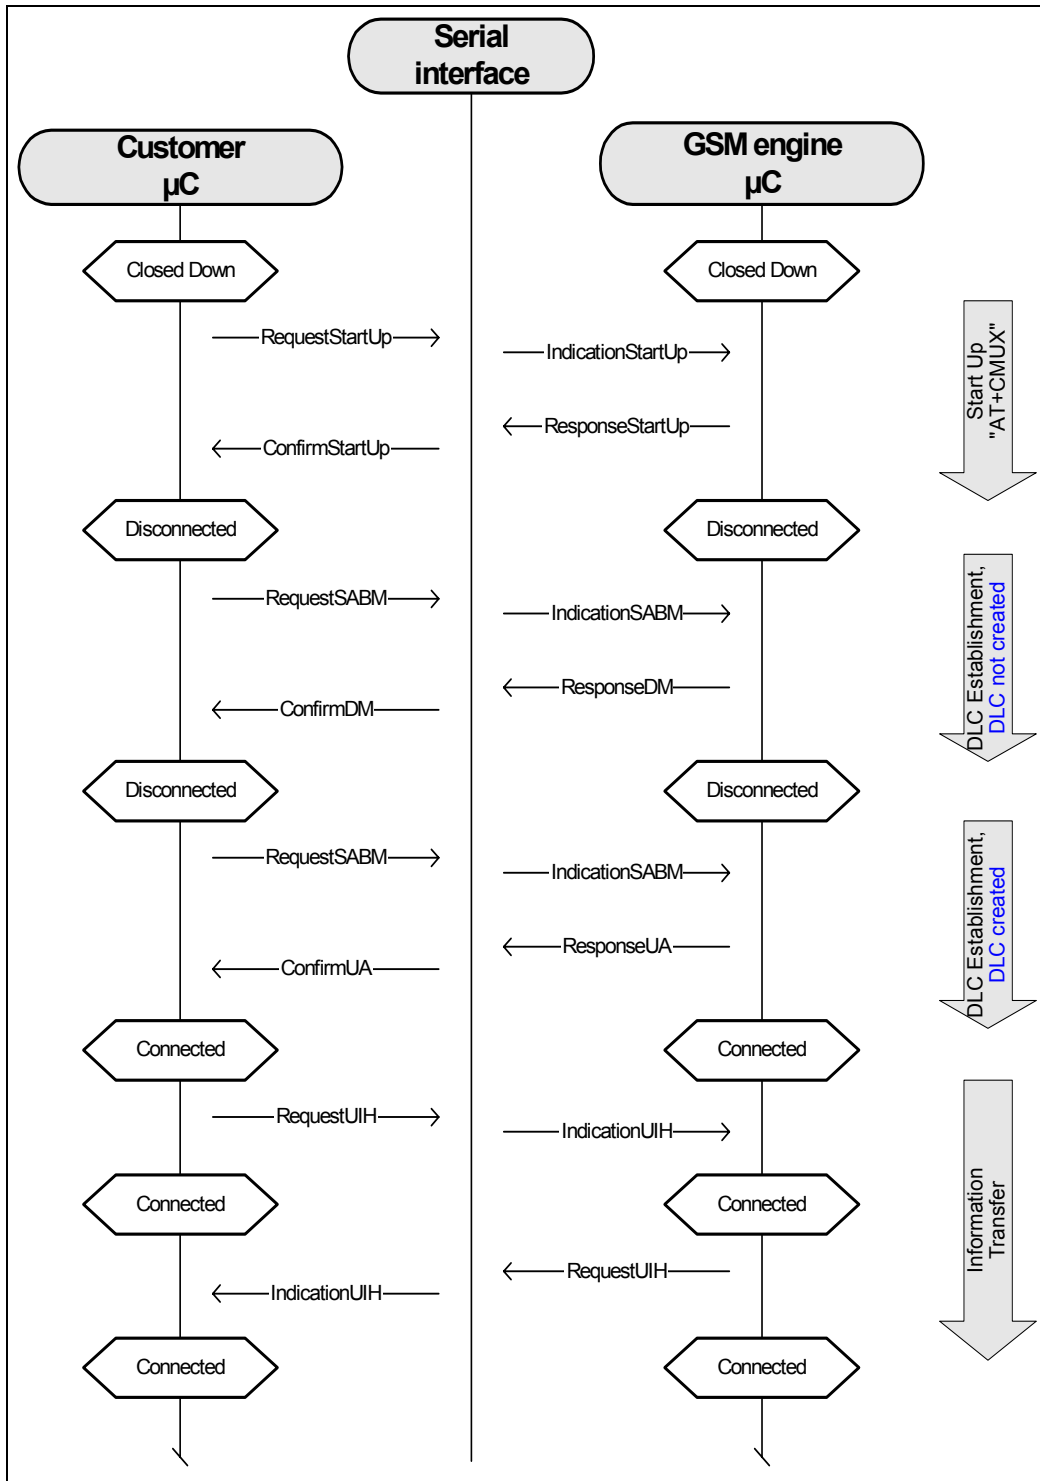 Serial
interface
Customer
µC
GSM engine
µC
Closed Down
Closed Down
RequestStartUp
IndicationStartUp
ResponseStartUp
ConfirmStartUp
Start Up
"AT+CMUX"
Disconnected
Disconnected
RequestSABM
IndicationSABM
ResponseDM
ConfirmDM
DLC Establishment,
DLC not created
Disconnected
Disconnected
RequestSABM
IndicationSABM
ResponseUA
ConfirmUA
DLC Establishment,
DLC created
Connected
Connected
RequestUIH
IndicationUIH
Connected
Connected
RequestUIH
IndicationUIH
Information
Transfer
Connected
Connected